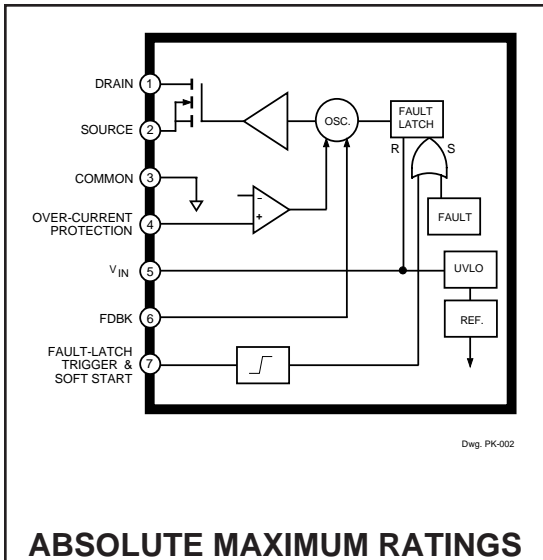 DRAIN 1
SOURCE 2
COMMON 3
OVER-CURRENT
PROTECTION 4
VIN 5
FDBK 6
FAULT-LATCH
TRIGGER & 7
SOFT START
OSC.
FAULT
LATCH
R S
FAULT
UVLO
REF.
–
+
Dwg. PK-002
ABSOLUTE MAXIMUM RATINGS